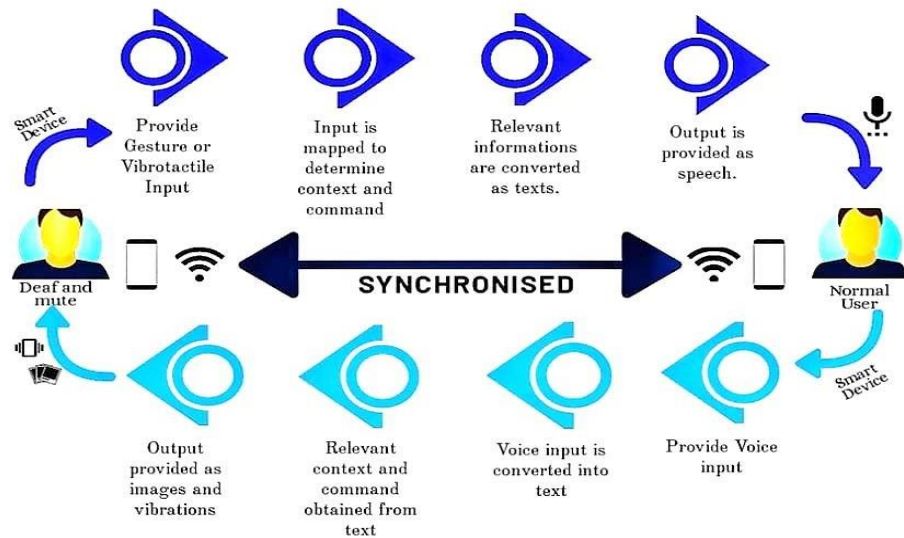 Smart
Device
Provide
Gesture or
Vibrotactile
Input
Input is
mapped to
determine
context and
command
Relevant
informations
are converted
as texts.
Output is
provided as
speech.
Deaf and
mute
SYNCHRONISED
Normal
User
Smart
Device
Output
provided as
images and
vibrations
Relevant
context and
command
obtained from
text
Voice input is
converted into
text
Provide Voice
input